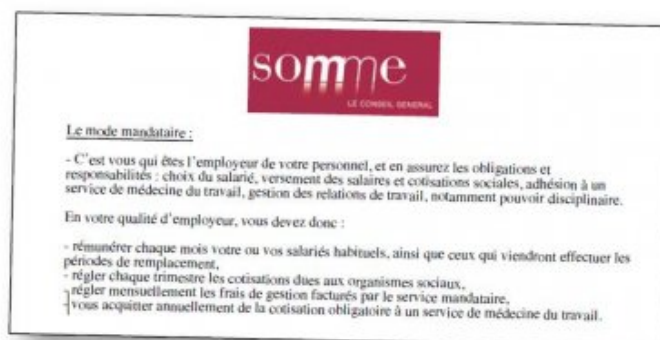 somme
LE CONSEIL GENERAL
Le mode mandataire :
- C'est vous qui êtes l'employeur de votre personnel, et en assurez les obligations et
responsabilités : choix du salarié, versement des salaires et cotisations sociales, adhésion à un
service de médecine du travail, gestion des relations de travail, notamment pouvoir disciplinaire.
En votre qualité d'employeur, vous devez donc :
- rémunérer chaque mois votre ou vos salariés habituels, ainsi que ceux qui viendront effectuer les
périodes de remplacement,
- régler chaque trimestre les cotisations dues aux organismes sociaux,
régler mensuellement les frais de gestion facturés par le service mandataire,
vous acquitter annuellement de la cotisation obligatoire à un service de médecine du travail.